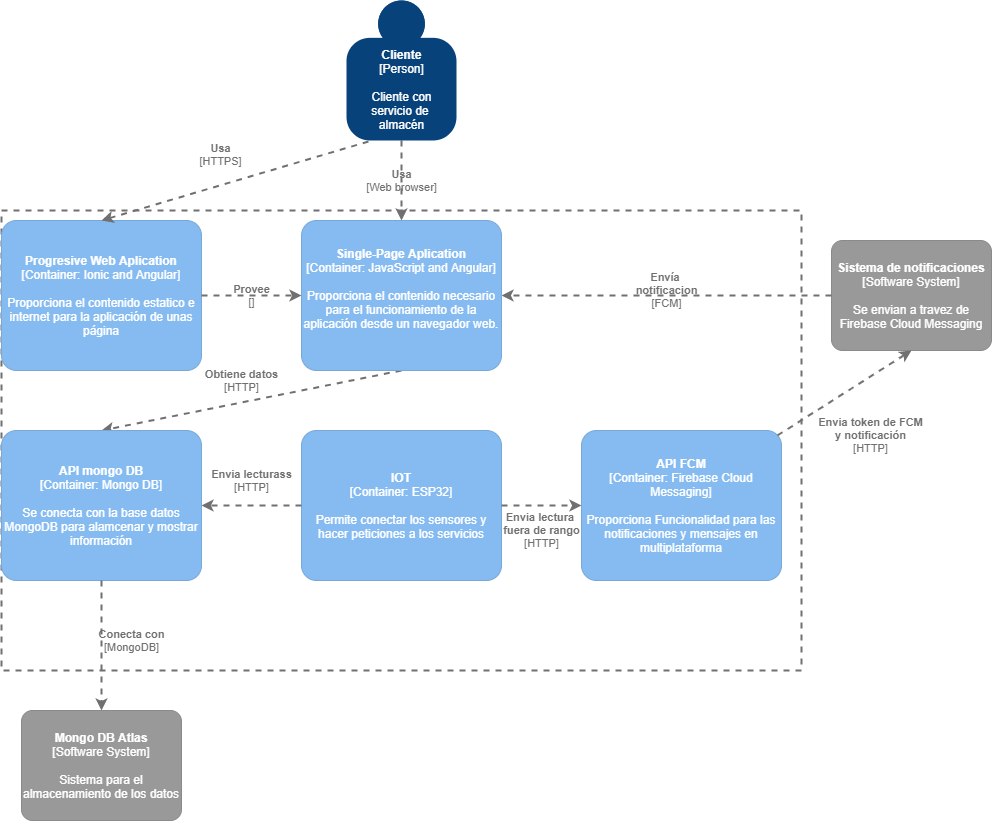 Cliente
[Person]
Cliente con
servicio de
almacén
Usa
[HTTPS]
Usa
[Web browser]
Progresive Web Aplication
[Container: Ionic and Angular]
Proporciona el contenido estatico e
internet para la aplicación de unas
página
Provee
[]
Single-Page Aplication
[Container: JavaScript and Angular]
Proporciona el contenido necesario
para el funcionamiento de la
aplicación desde un navegador web.
Envía
notificacion
[FCM]
Sistema de notificaciones
[Software System]
Se envian a travez de
Firebase Cloud Messaging
Obtiene datos
[HTTP]
Envia token de FCM
y notificación
[HTTP]
API mongo DB
[Container: Mongo DB]
Se conecta con la base datos
MongoDB para alamcenar y mostrar
información
Envia lecturass
[HTTP]
IOT
[Container: ESP32]
Permite conectar los sensores y
hacer peticiones a los servicios
Envia lectura
fuera de rango
[HTTP]
API FCM
[Container: Firebase Cloud
Messaging]
Proporciona Funcionalidad para las
notificaciones y mensajes en
multiplataforma
Conecta con
[MongoDB]
Mongo DB Atlas
[Software System]
Sistema para el
almacenamiento de los datos